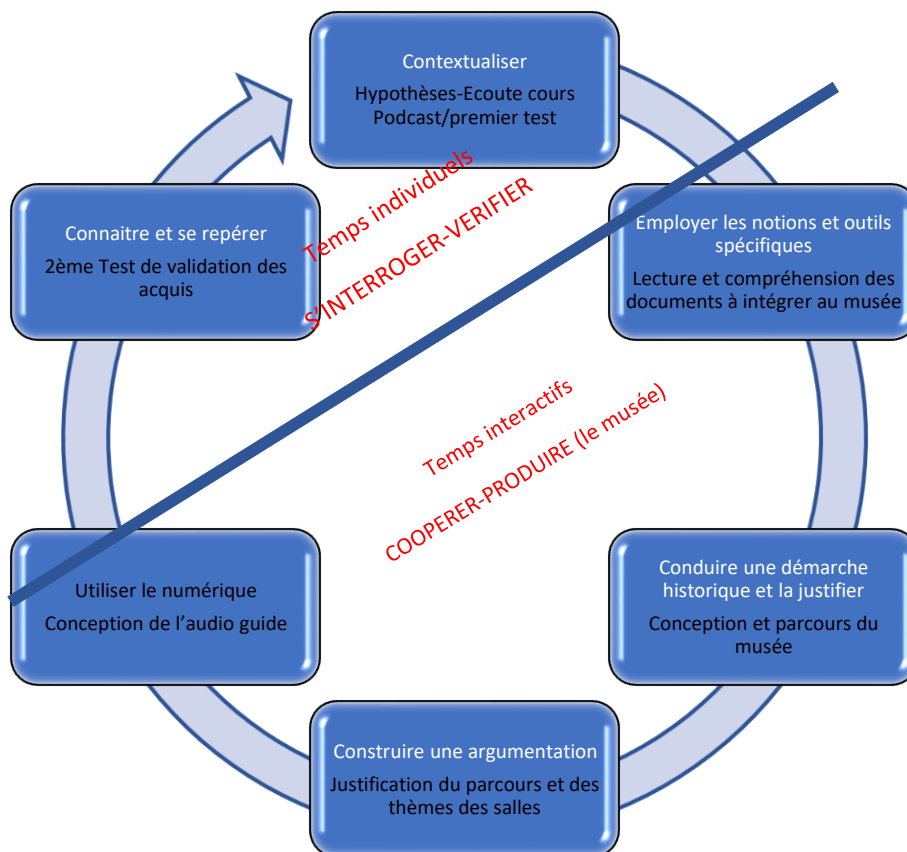 Contextualiser
Hypothèses-Ecoute cours
Podcast/premier test
Temps individuels
S'INTERROGER-VERIFIER
Employer les notions et outils
spécifiques
Lecture et compréhension des
documents à intégrer au musée
Connaitre et se repérer
2ème Test de validation des
acquis
Temps interactifs
COOPERER-PRODUIRE (le musée)
Conduire une démarche
historique et la justifier
Conception et parcours du
musée
Construire une argumentation
Justification du parcours et des
thèmes des salles
Utiliser le numérique
Conception de l'audio guide